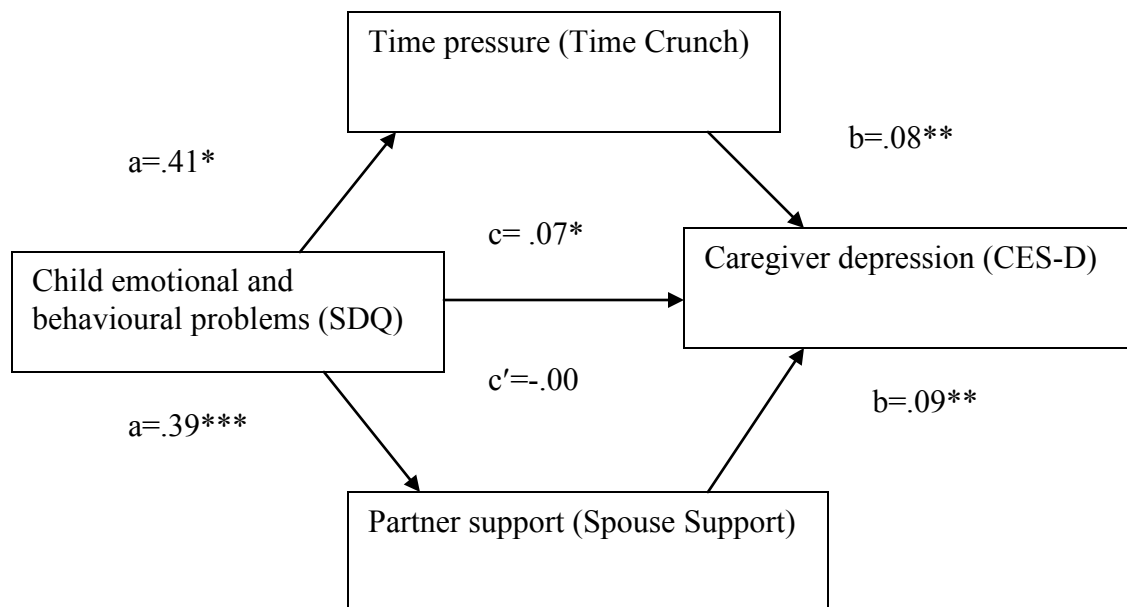 Time pressure (Time Crunch)
a=.41*
b=.08**
c= .07*
Child emotional and
behavioural problems (SDQ)
Caregiver depression (CES-D)
c′=-.00
a=.39***
b=.09**
Partner support (Spouse Support)